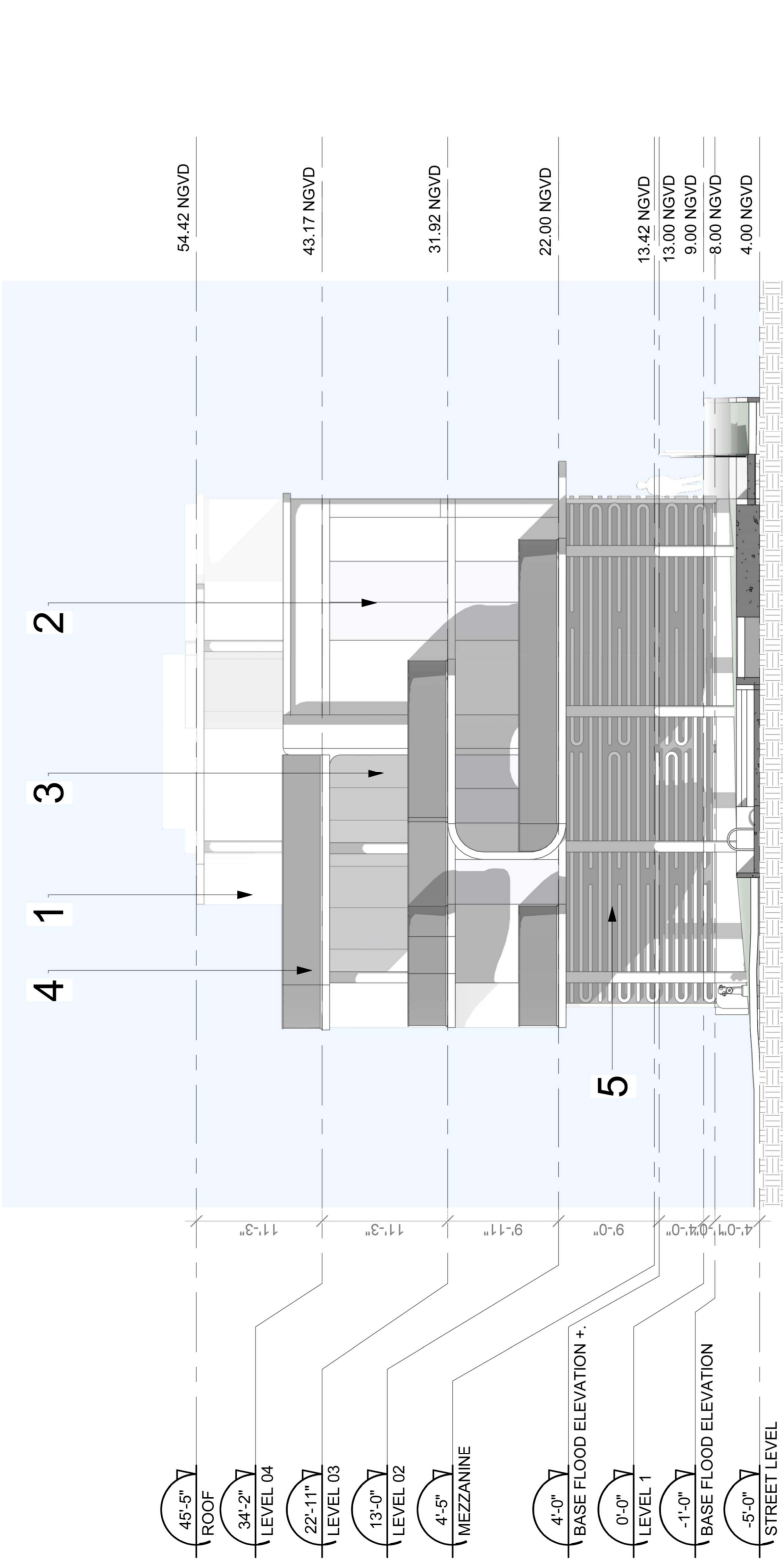 45'-5"
ROOF
34'-2"
LEVEL 04
22'-11"
LEVEL 03
13'-0"
LEVEL 02
4'-5"
MEZZANINE
4'-0"
BASE FLOOD ELEVATION +.
0'-0"
LEVEL 1
-1'-0"
BASE FLOOD ELEVATION
-5'-0"
STREET LEVEL
11'-3"
11'-3"
9'-11"
9'-0"
4'-0"
1'-0"
4'-0"
4
1
3
2
5
54.42 NGVD
43.17 NGVD
31.92 NGVD
22.00 NGVD
13.42 NGVD
13.00 NGVD
9.00 NGVD
8.00 NGVD
4.00 NGVD